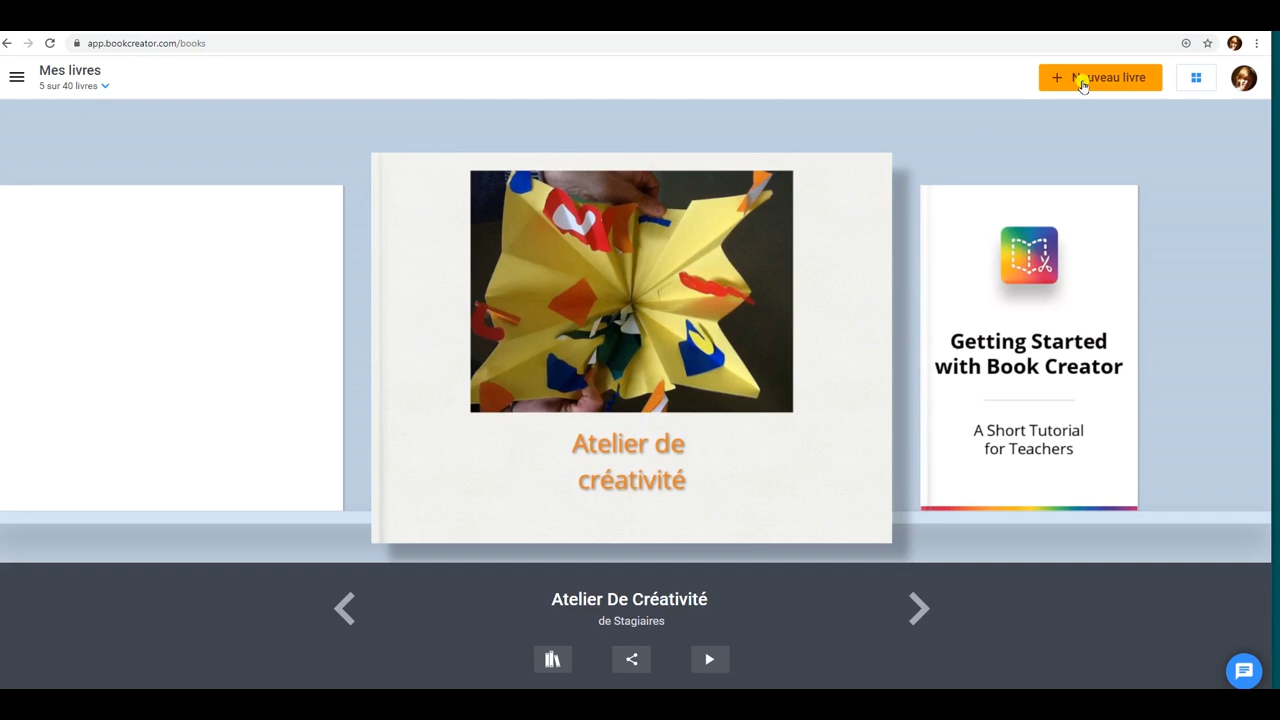 app.bookcreator.com/books
Mes livres
5 sur 40 livres
+ Nouveau livre
Atelier de
créativité
Getting Started
with Book Creator
A Short Tutorial
for Teachers
Atelier De Créativité
de Stagiaires